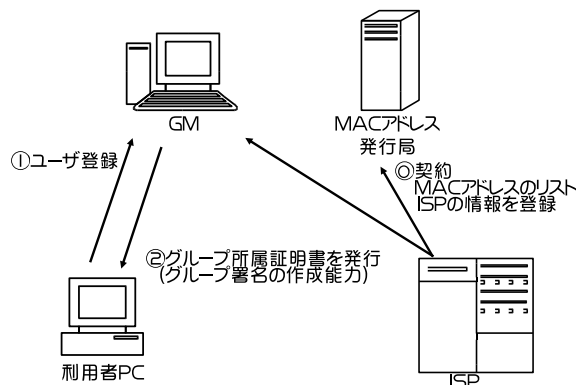 GM
MACアドレス
発行局
①ユーザ登録
⓪契約
MACアドレスのリスト
ISPの情報を登録
②グループ所属証明書を発行
(グループ署名の作成能力)
利用者PC
ISP